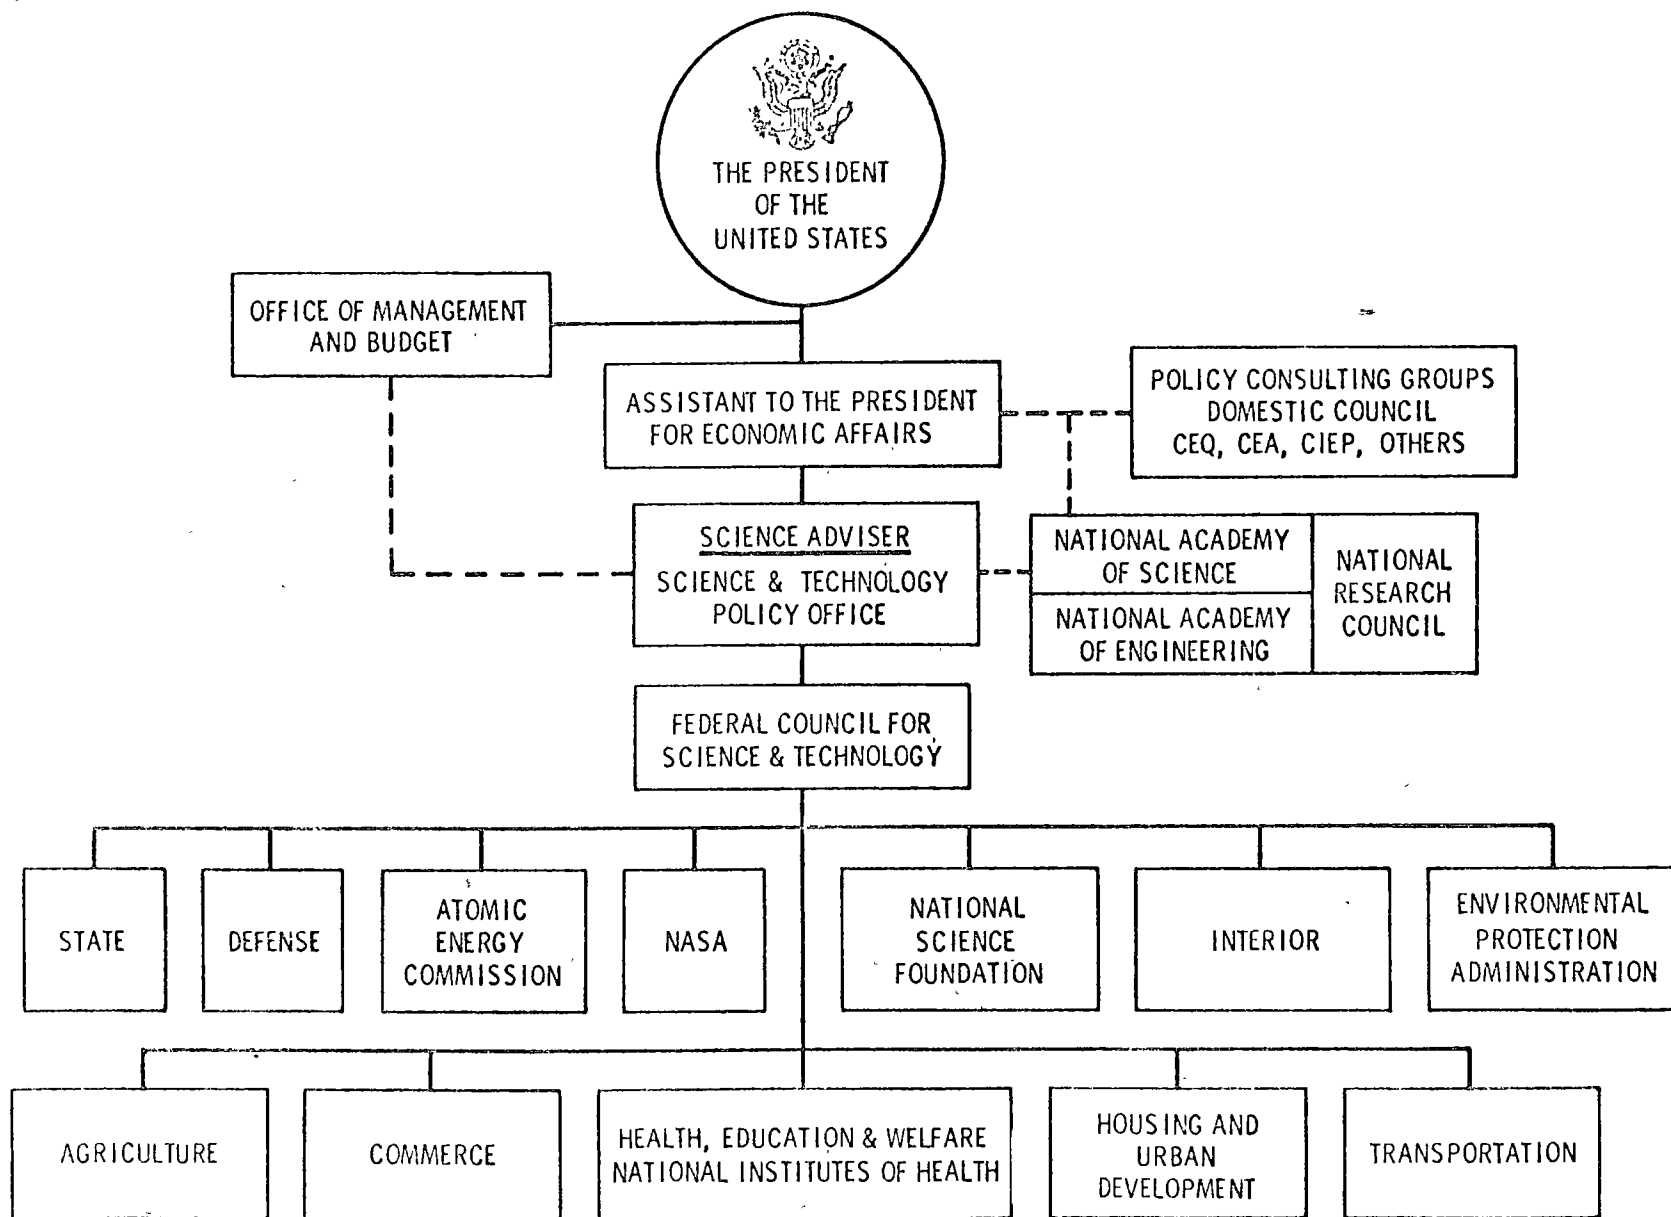 THE PRESIDENT
OF THE
UNITED STATES
OFFICE OF MANAGEMENT
AND BUDGET
ASSISTANT TO THE PRESIDENT
FOR ECONOMIC AFFAIRS
POLICY CONSULTING GROUPS
DOMESTIC COUNCIL
CEQ, CEA, CIEP, OTHERS
SCIENCE ADVISER
SCIENCE & TECHNOLOGY
POLICY OFFICE
NATIONAL ACADEMY
OF SCIENCE
NATIONAL ACADEMY
OF ENGINEERING
NATIONAL
RESEARCH
COUNCIL
FEDERAL COUNCIL FOR
SCIENCE & TECHNOLOGY
STATE
DEFENSE
ATOMIC
ENERGY
COMMISSION
NASA
NATIONAL
SCIENCE
FOUNDATION
INTERIOR
ENVIRONMENTAL
PROTECTION
ADMINISTRATION
AGRICULTURE
COMMERCE
HEALTH, EDUCATION & WELFARE
NATIONAL INSTITUTES OF HEALTH
HOUSING AND
URBAN
DEVELOPMENT
TRANSPORTATION